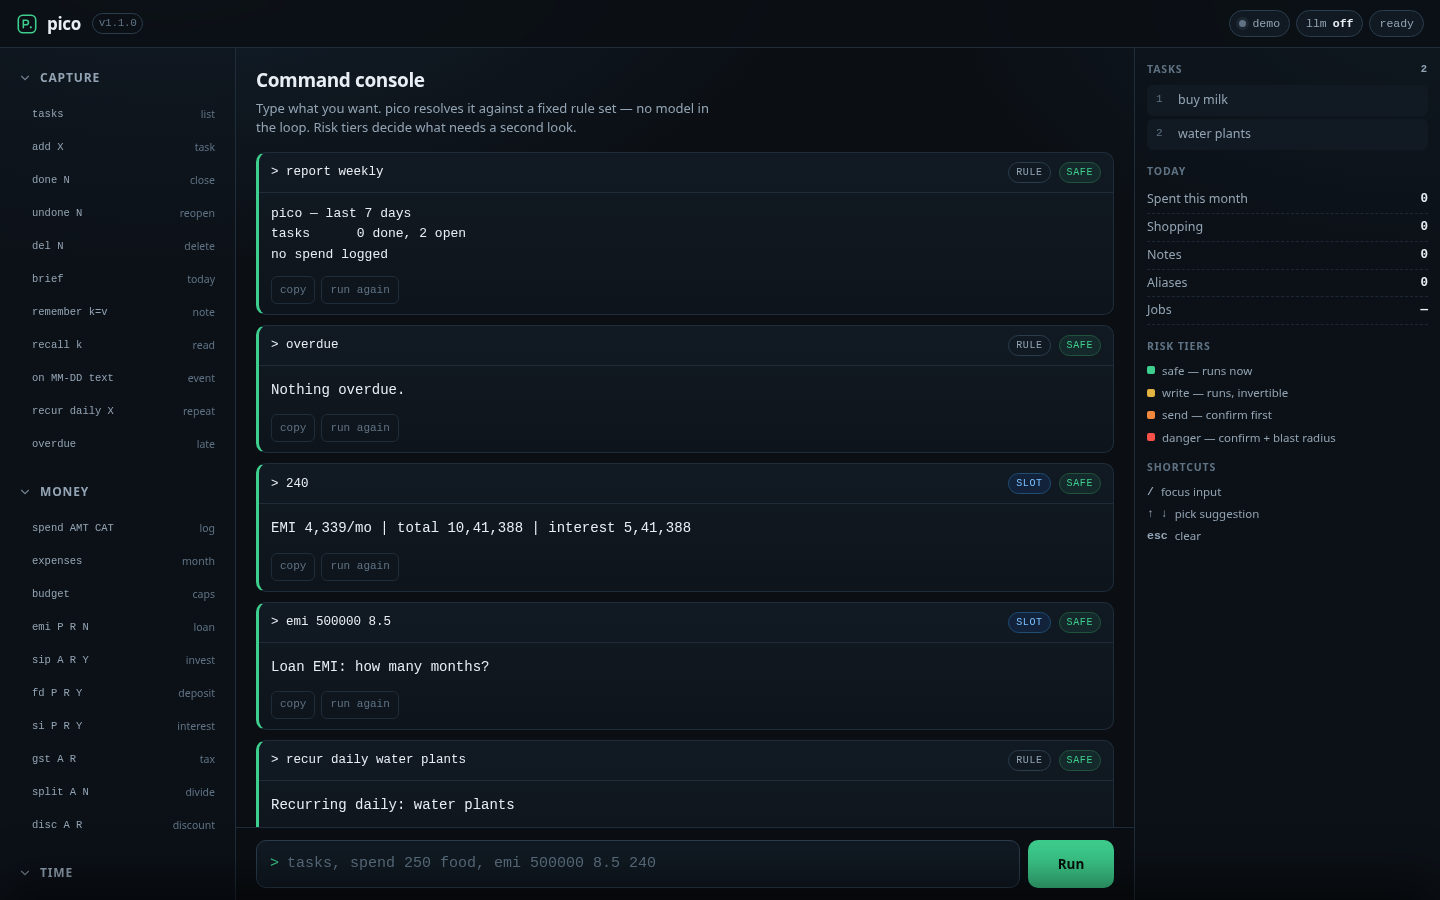 pico v1.1.0
demo
llm off
ready
CAPTURE
tasks list
add X task
done N close
undone N reopen
del N delete
brief today
remember k=v note
recall k read
on MM-DD text event
recur daily X repeat
overdue late
MONEY
spend AMT CAT log
expenses month
budget caps
emi P R N loan
sip A R Y invest
fd P R Y deposit
si P R Y interest
gst A R tax
split A N divide
disc A R discount
TIME
Command console
Type what you want. pico resolves it against a fixed rule set — no model in
the loop. Risk tiers decide what needs a second look.
> report weekly RULE SAFE
pico — last 7 days
tasks 0 done, 2 open
no spend logged
copy run again
> overdue RULE SAFE
Nothing overdue.
copy run again
> 240 SLOT SAFE
EMI 4,339/mo | total 10,41,388 | interest 5,41,388
copy run again
> emi 500000 8.5 SLOT SAFE
Loan EMI: how many months?
copy run again
> recur daily water plants RULE SAFE
Recurring daily: water plants
> tasks, spend 250 food, emi 500000 8.5 240
Run
TASKS 2
1 buy milk
2 water plants
TODAY
Spent this month 0
Shopping 0
Notes 0
Aliases 0
Jobs —
RISK TIERS
safe — runs now
write — runs, invertible
send — confirm first
danger — confirm + blast radius
SHORTCUTS
/ focus input
↑ ↓ pick suggestion
esc clear